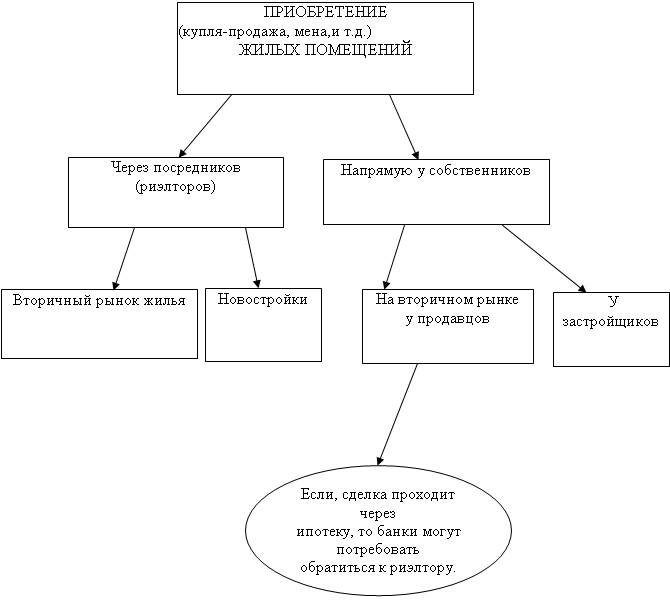 ПРИОБРЕТЕНИЕ
(купля-продажа, мена,и т.д.)
ЖИЛЫХ ПОМЕЩЕНИЙ
Через посредников
(риэлторов)
Напрямую у собственников
Вторичный рынок жилья
Новостройки
На вторичном рынке
у продавцов
У
застройщиков
Если, сделка проходит
через
ипотеку, то банки могут
потребовать
обратиться к риэлтору.